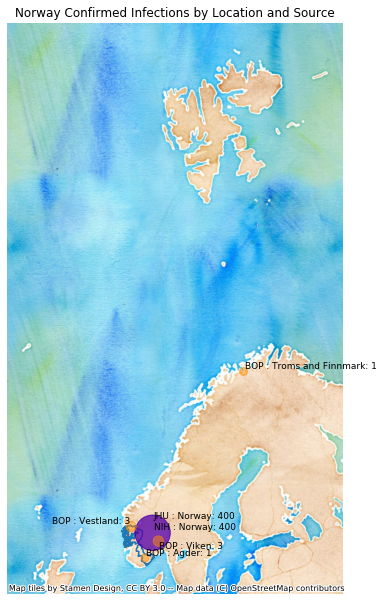 Norway Confirmed Infections by Location and Source
BOP : Troms and Finnmark: 1
HU : Norway: 400
BOP : Vestland: 3
NIH : Norway: 400
BOP : Viken: 3
BOP : Agder: 1
Map tiles by Stamen Design, CC BY 3.0 -- Map data (C) OpenStreetMap contributors